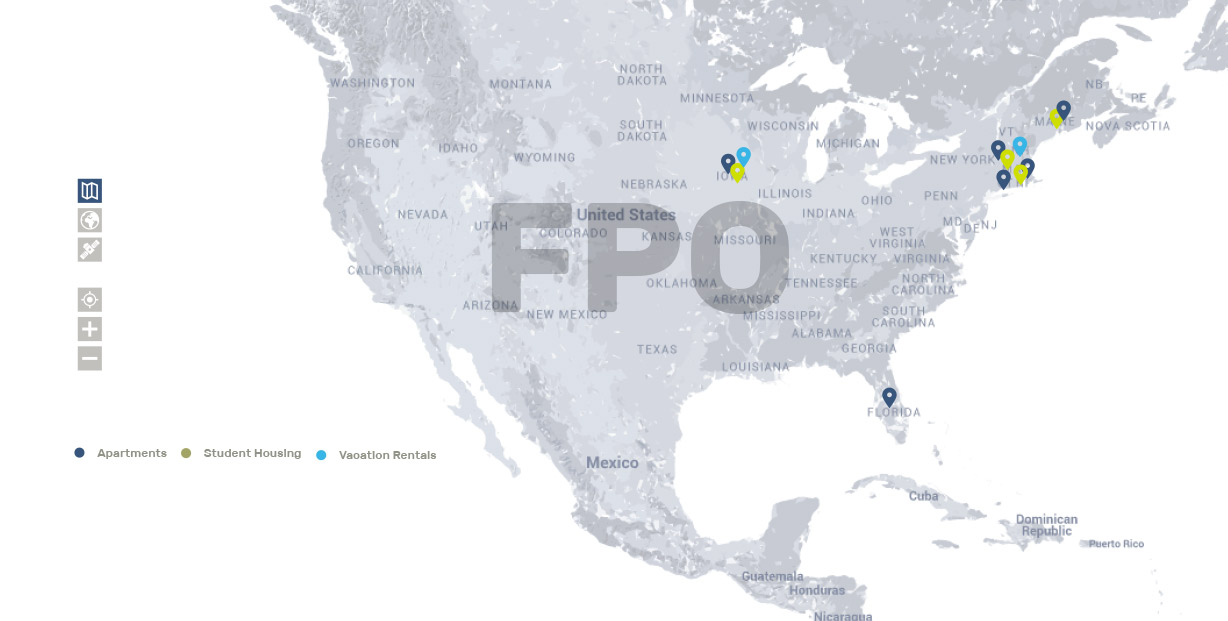 NORTH
DAKOTA
WASHINGTON
MONTANA
NB
PE
MINNESOTA
SOUTH
DAKOTA
WISCONSIN
NOVA SCOTIA
VT
OREGON
IDAHO
MICHIGAN
WYOMING
NEW YORK
NEBRASKA
ILLINOIS
PENN
OHIO
NEVADA
United States
INDIANA
UTAH
COLORADO
KANSAS
MISSOURI
MD
DE
NJ
WEST
VIRGINIA
KENTUCKY
VIRGINIA
FPO
CALIFORNIA
OKLAHOMA
TENNESSEE
NORTH
CAROLINA
ARIZONA
NEW MEXICO
ARKANSAS
MISSISSIPPI
SOUTH
CAROLINA
ALABAMA
TEXAS
GEORGIA
LOUISIANA
FLORIDA
Apartments
Student Housing
Vacation Rentals
Mexico
Cuba
Dominican
Republic
Puerto Rico
Guatemala
Honduras
Nicaragua